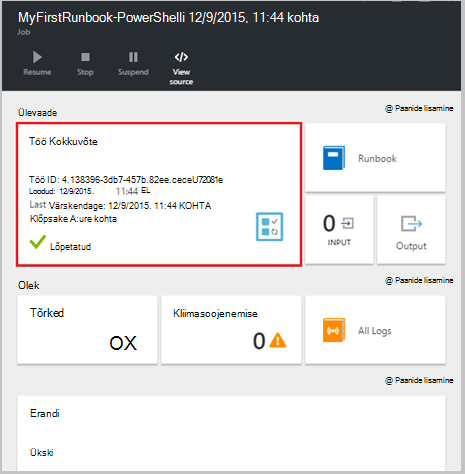 MyFirstRunbook-PowerShelli 12/9/2015, 11:44 kohta
Job
Resume
Stop
Suspend
View source
Ülevaade
@ Paanide lisamine
Töö Kokkuvõte
Töö ID: 4.138396-3db7-457b.82ee.ceceU72081e
Loodud: 12/9/2015. 11:44 EL
Last Värskendage: 12/9/2015. 11:44 KOHTA
Klõpsake A:ure kohta
Lõpetatud
Runbook
0
INPUT
Output
@ Paanide lisamine
Olek
Tõrked
OX
Kliimasoojenemise
0
All Logs
@ Paanide lisamine
Erandi
Ükski